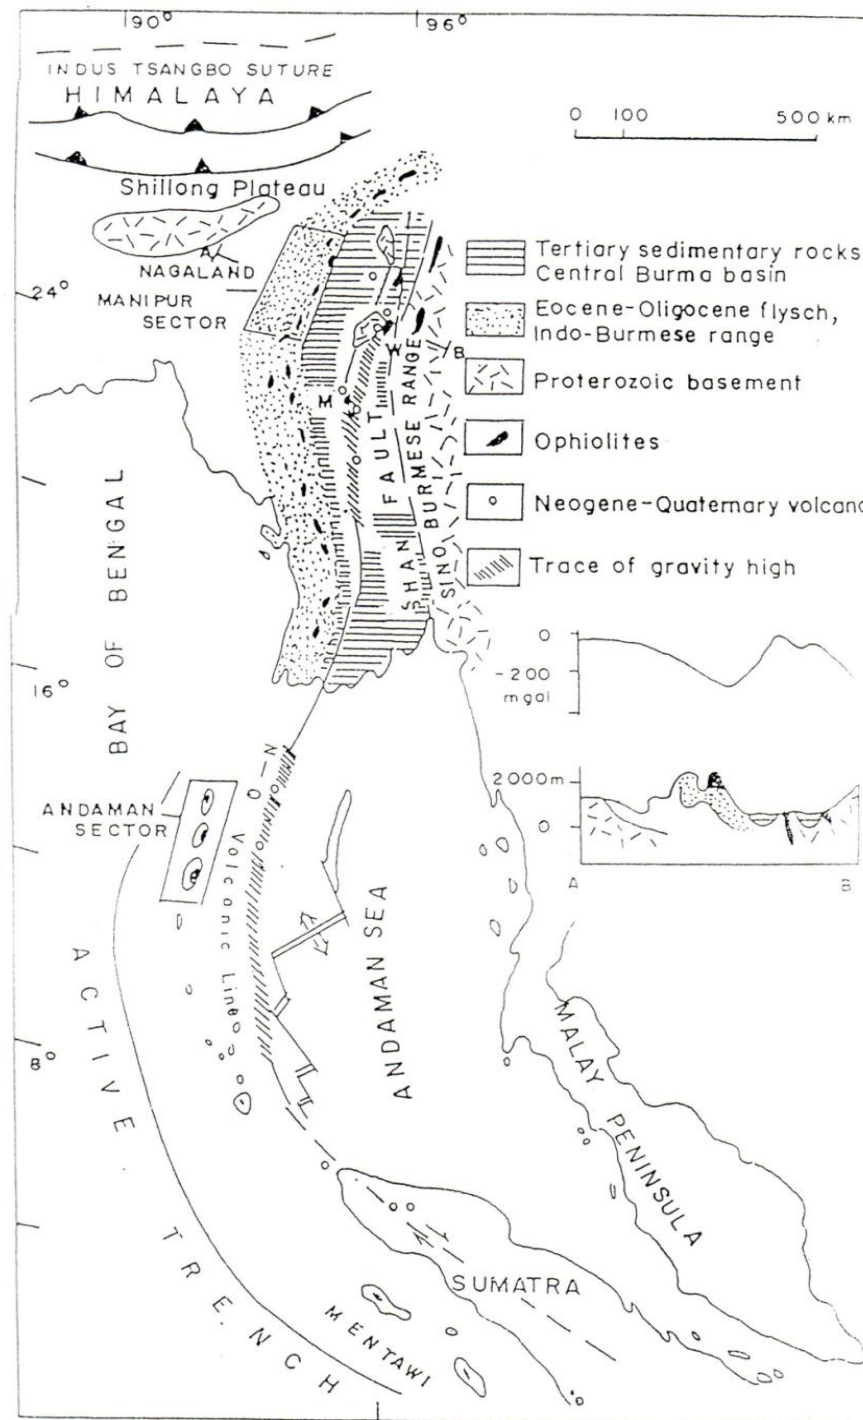 90°
96°
INDUS TSANGBO SUTURE
HIMALAYA
0 100 500 km
Shillong Plateau
A
NAGALAND
24°
MANIPUR
SECTOR
Tertiary sedimentary rocks
Central Burma basin
Eocene-Oligocene flysch,
Indo-Burmese range
B
Proterozoic basement
M
W
Ophiolites
Neogene-Quaternary volcano
Trace of gravity high
SHAN FAULT
SINO BURMESE RANGE
BAY OF BENGAL
0
-200
mgal
16°
2000m
0
A B
ANDAMAN
SECTOR
N-Q Volcanic Line
ANDAMAN SEA
8°
ACTIVE TRENCH
MALAY PENINSULA
SUMATRA
MENTAWI